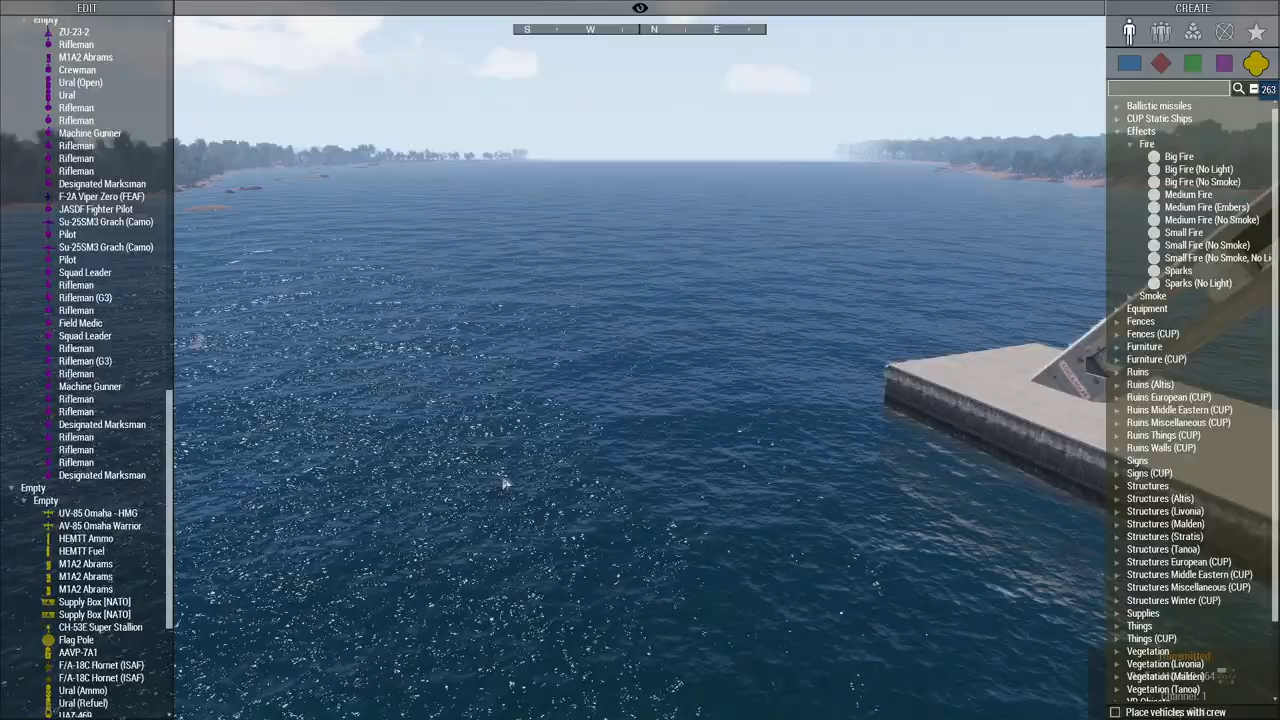 EDIT
CREATE
S W N E
Empty
ZU-23-2
Rifleman
M1A2 Abrams
Crewman
Ural (Open)
Ural
Rifleman
Rifleman
Machine Gunner
Rifleman
Rifleman
Rifleman
Designated Marksman
F-2A Viper Zero (FEAF)
JASDF Fighter Pilot
Su-25SM3 Grach (Camo)
Pilot
Su-25SM3 Grach (Camo)
Pilot
Squad Leader
Rifleman
Rifleman (G3)
Rifleman
Field Medic
Squad Leader
Rifleman
Rifleman (G3)
Rifleman
Machine Gunner
Rifleman
Rifleman
Designated Marksman
Rifleman
Rifleman
Rifleman
Designated Marksman
Empty
Empty
UV-85 Omaha - HMG
AV-85 Omaha Warrior
HEMTT Ammo
HEMTT Fuel
M1A2 Abrams
M1A2 Abrams
M1A2 Abrams
Supply Box [NATO]
Supply Box [NATO]
CH-53E Super Stallion
Flag Pole
AAVP-7A1
F/A-18C Hornet (ISAF)
F/A-18C Hornet (ISAF)
Ural (Ammo)
Ural (Refuel)
UAZ-469
263
Ballistic missiles
CUP Static Ships
Effects
Fire
Big Fire
Big Fire (No Light)
Big Fire (No Smoke)
Medium Fire
Medium Fire (Embers)
Medium Fire (No Smoke)
Small Fire
Small Fire (No Smoke)
Small Fire (No Smoke, No Li
Sparks
Sparks (No Light)
Smoke
Equipment
Fences
Fences (CUP)
Furniture
Furniture (CUP)
Ruins
Ruins (Altis)
Ruins European (CUP)
Ruins Middle Eastern (CUP)
Ruins Miscellaneous (CUP)
Ruins Things (CUP)
Ruins Walls (CUP)
Signs
Signs (CUP)
Structures
Structures (Altis)
Structures (Livonia)
Structures (Malden)
Structures (Stratis)
Structures (Tanoa)
Structures European (CUP)
Structures Middle Eastern (CUP)
Structures Miscellaneous (CUP)
Structures Winter (CUP)
Supplies
Things
Things (CUP)
Vegetation
Vegetation (Livonia)
Vegetation (Malden)
Vegetation (Tanoa)
VR Objects
Place vehicles with crew